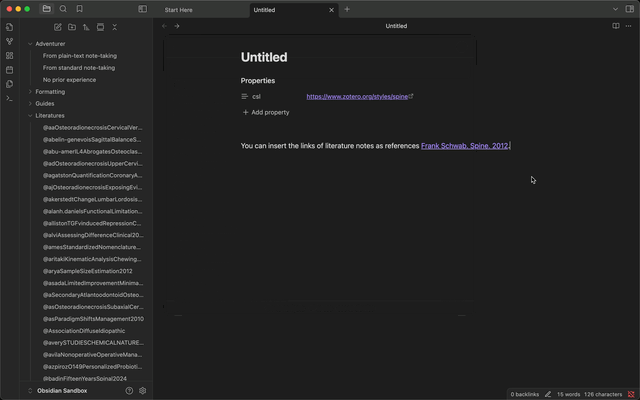 Start Here
Untitled
Untitled
Adventurer
From plain-text note-taking
From standard note-taking
No prior experience
Formatting
Guides
Literatures
@aaOsteoradionecrosisCervicalVer...
@abelin-genevoisSagittalBalanceS...
@abu-amerIL4AbrogatesOsteoclas...
@adOsteoradionecrosisUpperCervi...
@agatstonQuantificationCoronaryA...
@ajOsteoradionecrosisExposingEvi...
@akerstedtChangeLumbarLordosis...
@alanh.danielsFunctionalLimitation...
@allistonTGFvinducedRepressionC...
@alviAssessingDifferenceClinical20...
@amesStandardizedNomenclature...
@aritakiKinematicAnalysisChewing...
@aryaSampleSizeEstimation2012
@asadaLimitedImprovementMinima...
@aSecondaryAtlantoodontoidOsteo...
@asOsteoradionecrosisSubaxialCer...
@asParadigmShiftsManagement2010
@AssociationDiffuseIdiopathic
@averySTUDIESCHEMICALNATURE...
@avilaNonoperativeOperativeMana...
@azpirozO149PersonalizedProbioti...
@badinFifteenYearsSpinal2024
Obsidian Sandbox
Untitled
Properties
csl https://www.zotero.org/styles/spine
Add property
You can insert the links of literature notes as references Frank Schwab. Spine. 2012.
0 backlinks 15 words 126 characters